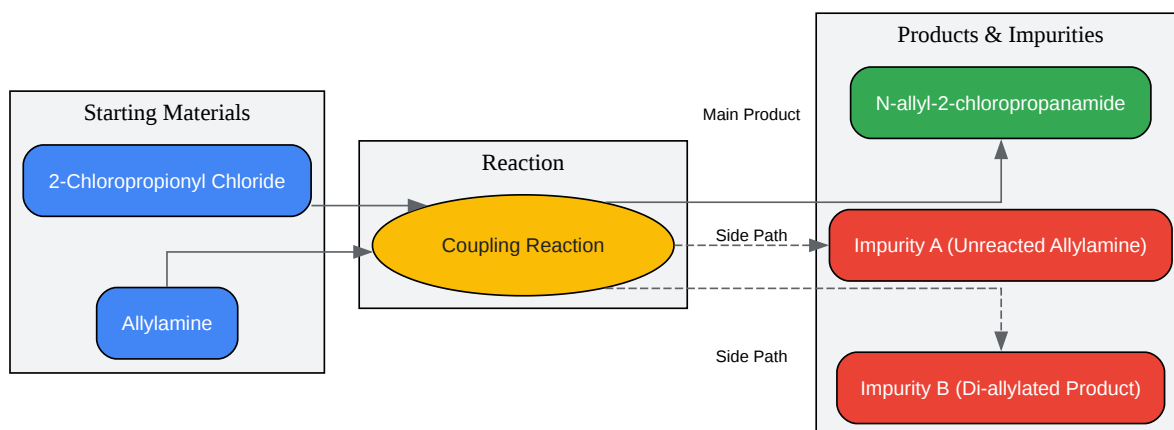 Starting Materials
2-Chloropropionyl Chloride
Allylamine
Reaction
Coupling Reaction
Main Product
Side Path
Side Path
Products & Impurities
N-allyl-2-chloropropanamide
Impurity A (Unreacted Allylamine)
Impurity B (Di-allylated Product)